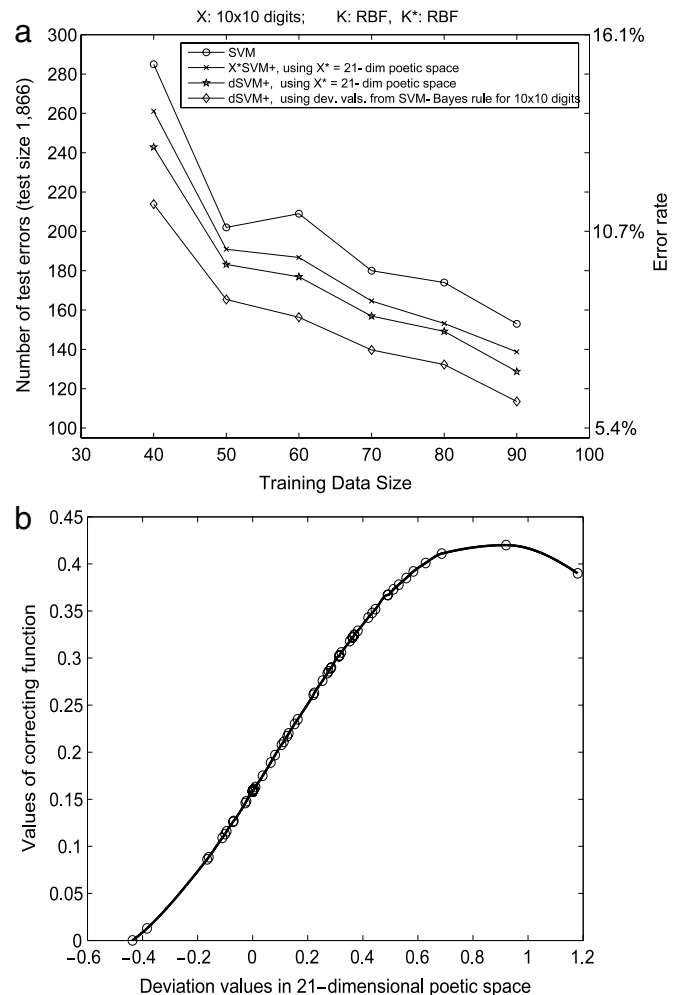 X: 10x10 digits; K: RBF, K*: RBF
a
300
280
260
240
220
200
180
160
140
120
100
16.1%
10.7%
5.4%
SVM
X*SVM+, using X* = 21- dim poetic space
dSVM+, using X* = 21- dim poetic space
dSVM+, using dev. vals. from SVM- Bayes rule for 10x10 digits
Number of test errors (test size 1,866)
Error rate
30 40 50 60 70 80 90 100
Training Data Size
b
0.45
0.4
0.35
0.3
0.25
0.2
0.15
0.1
0.05
0
Values of correcting function
−0.6 −0.4 −0.2 0 0.2 0.4 0.6 0.8 1 1.2
Deviation values in 21−dimensional poetic space